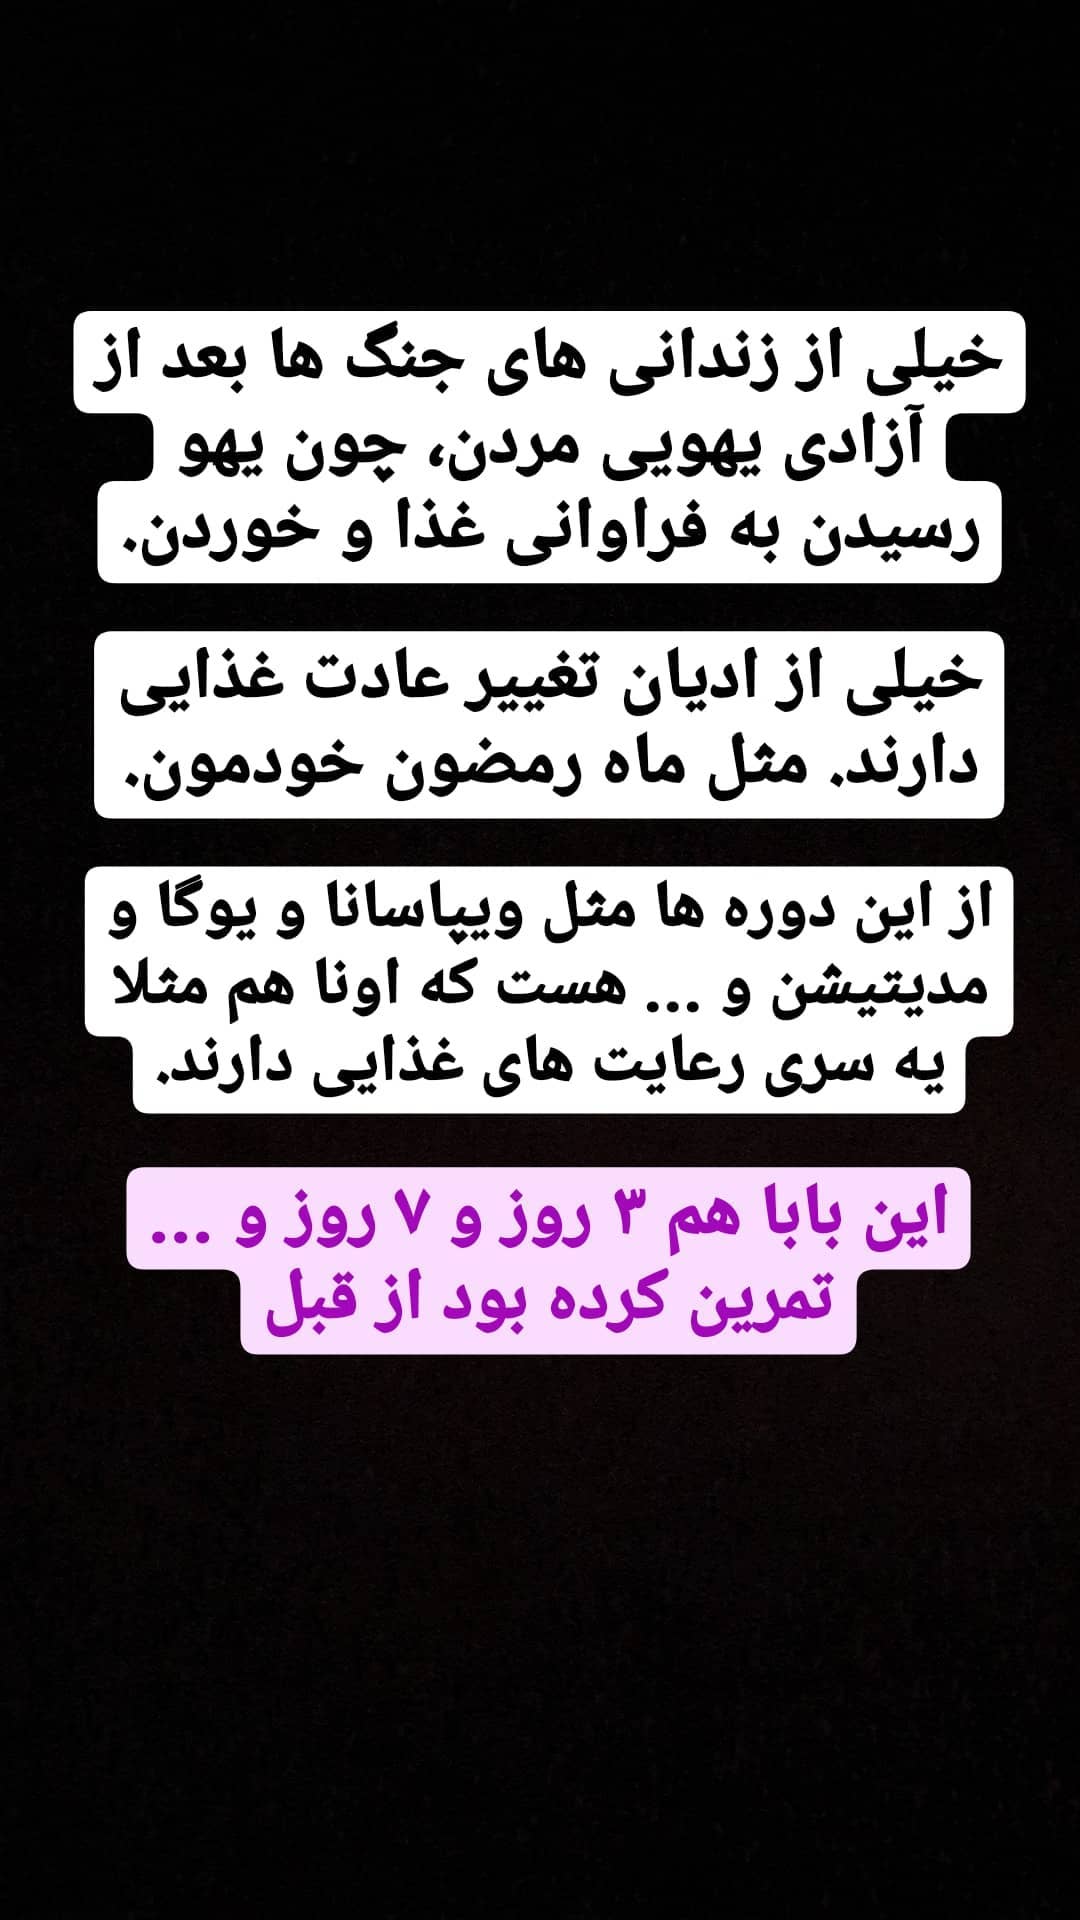 خیلی از زندانی های جنگ ها بعد از
آزادی یهویی مردن، چون یهو
رسیدن به فراوانی غذا و خوردن.
خیلی از ادیان تغییر عادت غذایی
دارند. مثل ماه رمضون خودمون.
از این دوره ها مثل ویپاسانا و یوگا و
مدیتیشن و ... هست که اونا هم مثلا
یه سری رعایت های غذایی دارند.
این بابا هم ۳ روز و ۷ روز و ...
تمرین کرده بود از قبل